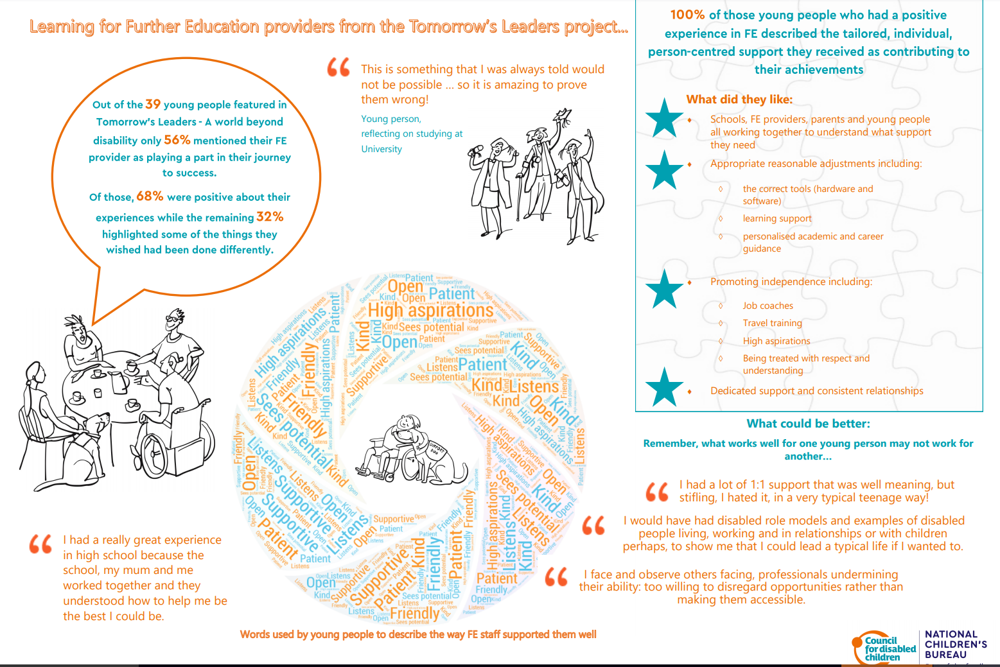 Learning for Further Education providers from the Tomorrow's Leaders project...
Out of the 39 young people featured in
Tomorrow's Leaders - A world beyond
disability only 56% mentioned their FE
provider as playing a part in their journey
to success.
Of those, 68% were positive about their
experiences while the remaining 32%
highlighted some of the things they
wished had been done differently.
“ This is something that I was always told would
not be possible ... so it is amazing to prove
them wrong!
Young person,
reflecting on studying at
University
“ I had a really great experience
in high school because the
school, my mum and me
worked together and they
understood how to help me be
the best I could be.
Open
Patient
High aspirations
Kind
Sees potential
Friendly
Listens
Supportive
SUPPORT
DOG
Words used by young people to describe the way FE staff supported them well
100% of those young people who had a positive
experience in FE described the tailored, individual,
person-centred support they received as contributing to
their achievements
What did they like:
♦ Schools, FE providers, parents and young people
all working together to understand what support
they need
♦ Appropriate reasonable adjustments including:
◊ the correct tools (hardware and
software)
◊ learning support
◊ personalised academic and career
guidance
♦ Promoting independence including:
◊ Job coaches
◊ Travel training
◊ High aspirations
◊ Being treated with respect and
understanding
♦ Dedicated support and consistent relationships
What could be better:
Remember, what works well for one young person may not work for
another...
“ I had a lot of 1:1 support that was well meaning, but
stifling, I hated it, in a very typical teenage way!
“ I would have had disabled role models and examples of disabled
people living, working and in relationships or with children
perhaps, to show me that I could lead a typical life if I wanted to.
“ I face and observe others facing, professionals undermining
their ability: too willing to disregard opportunities rather than
making them accessible.
Council
for disabled
children
NATIONAL
CHILDREN'S
BUREAU